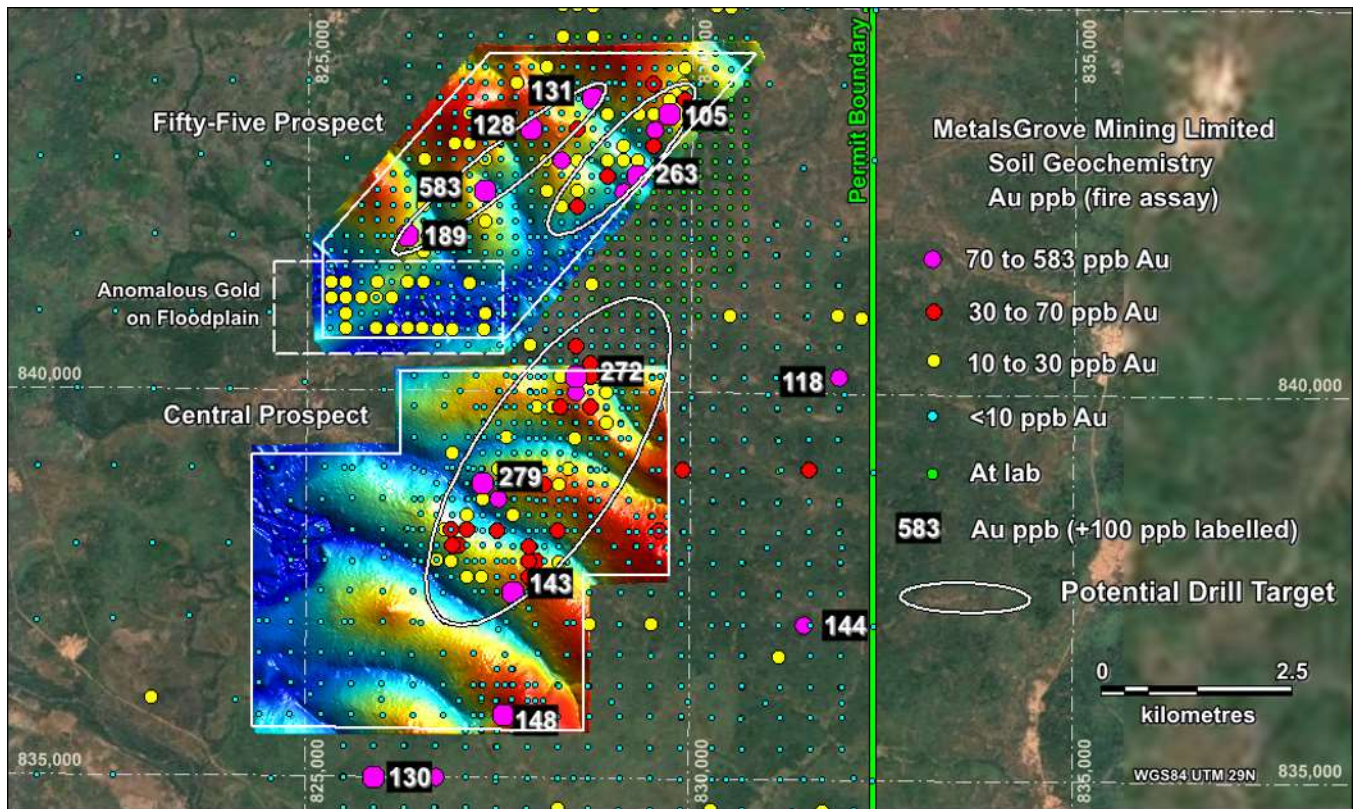 825,000
830,000
835,000
Permit Boundary
Fifty-Five Prospect
131
128
105
583
263
189
Anomalous Gold
on Floodplain
MetalsGrove Mining Limited
Soil Geochemistry
Au ppb (fire assay)
70 to 583 ppb Au
30 to 70 ppb Au
10 to 30 ppb Au
<10 ppb Au
At lab
583 Au ppb (+100 ppb labelled)
Potential Drill Target
0 2.5
kilometres
WGS84 UTM 29N
840,000
840,000
272
118
Central Prospect
279
143
144
148
130
835,000
835,000
825,000
830,000
835,000